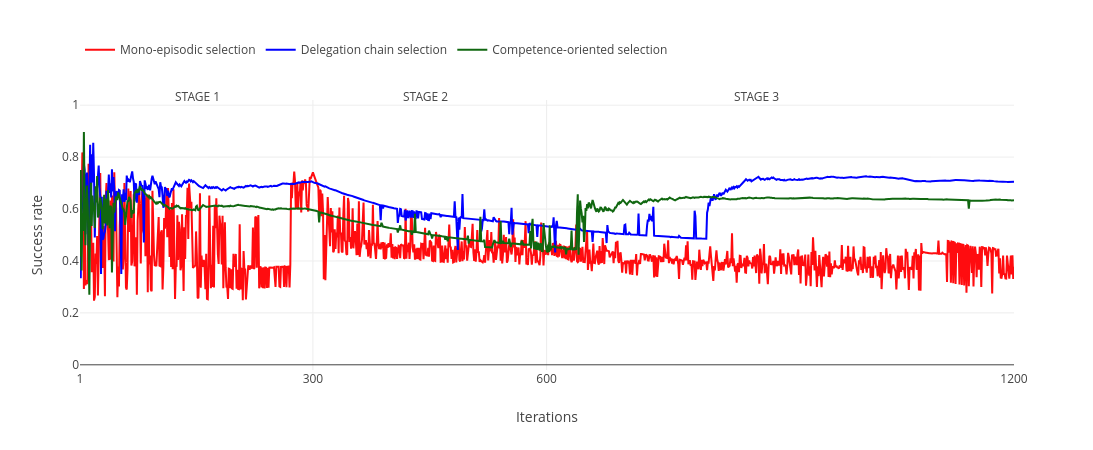 Mono-episodic selection Delegation chain selection Competence-oriented selection
STAGE 1 STAGE 2 STAGE 3
1
0.8
0.6
0.4
0.2
0
Success rate
1 300 600 1200
Iterations